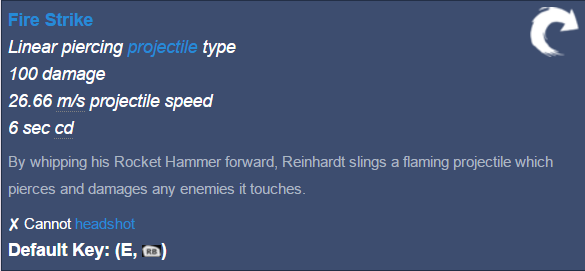 Fire Strike
Linear piercing projectile type
100 damage
26.66 m/s projectile speed
6 sec cd
By whipping his Rocket Hammer forward, Reinhardt slings a flaming projectile which
pierces and damages any enemies it touches.
✗ Cannot headshot
Default Key: (E, RB)